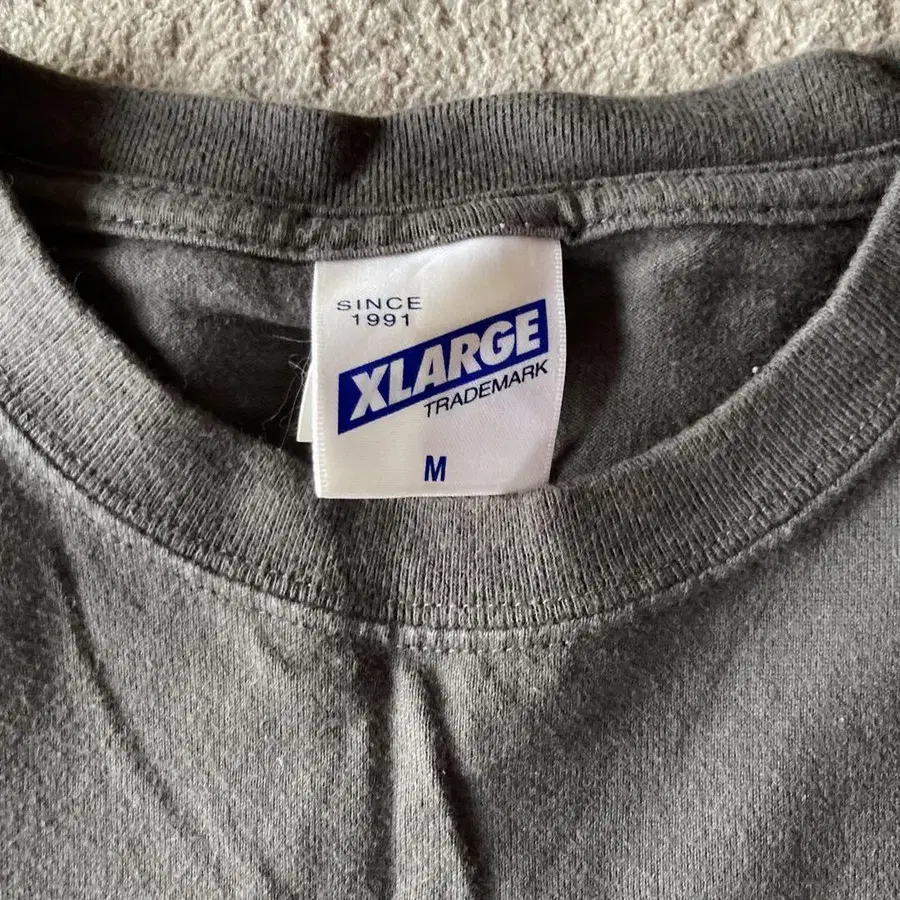 SINCE
1991
XLARGE
TRADEMARK
M